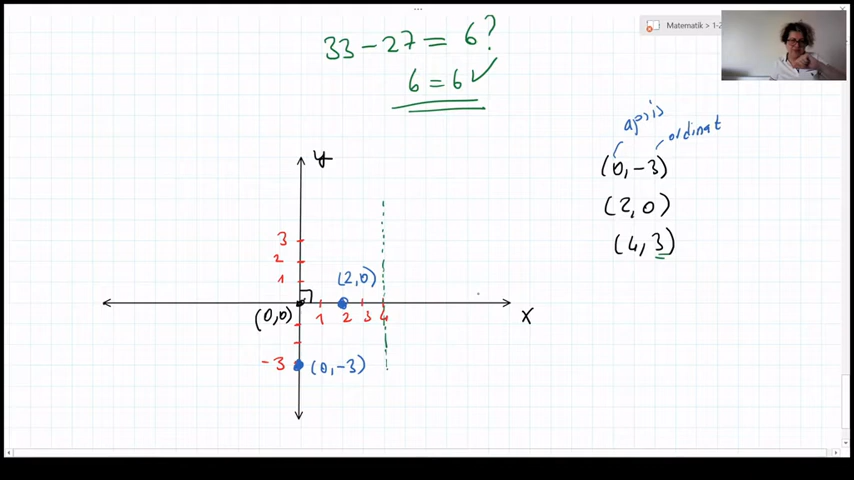 33 - 27 = 6?
Matematik > 1-2
6 = 6 ✓
apsis
ordinat
y
(0, -3)
(2, 0)
(4, 3)
3
2
1
(2,0)
(0,0)
1 2 3 4
x
-3
(0, -3)